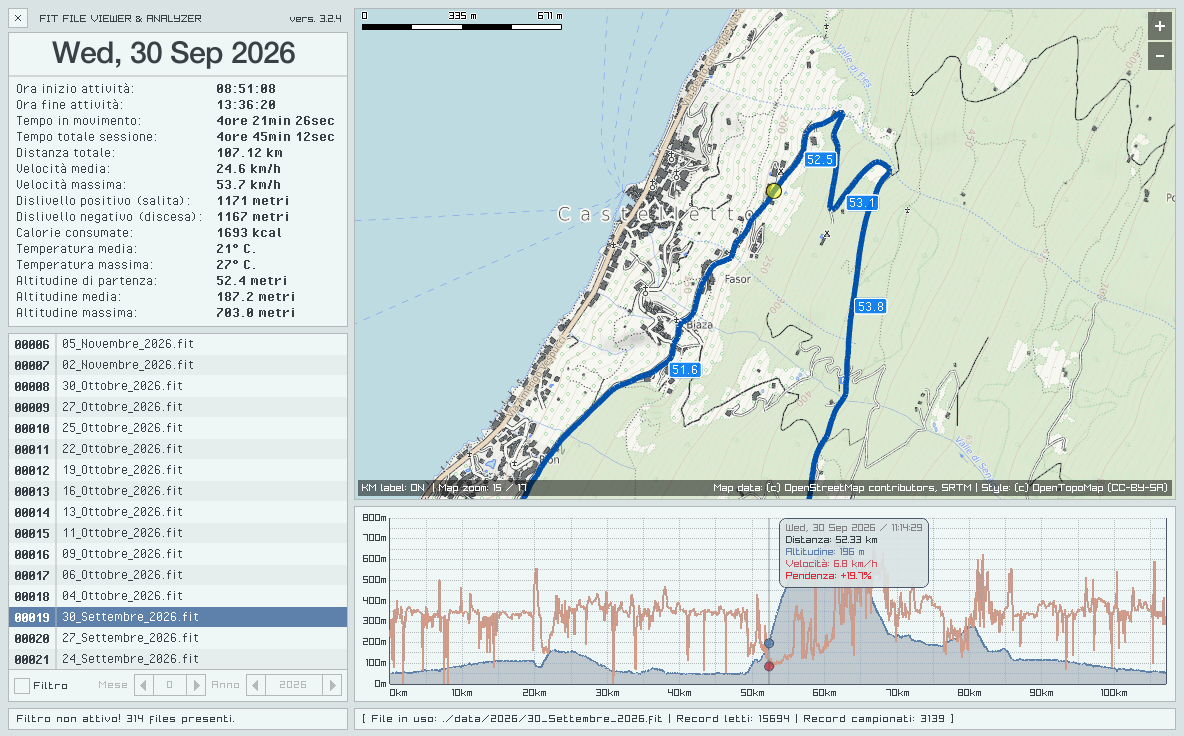 FIT FILE VIEWER & ANALYZER vers. 3.2.4
Wed, 30 Sep 2026
Ora inizio attività: 08:51:08
Ora fine attività: 13:36:20
Tempo in movimento: 4ore 21min 26sec
Tempo totale sessione: 4ore 45min 12sec
Distanza totale: 107.12 km
Velocità media: 24.6 km/h
Velocità massima: 53.7 km/h
Dislivello positivo (salita): 1171 metri
Dislivello negativo (discesa): 1167 metri
Calorie consumate: 1693 kcal
Temperatura media: 21° C.
Temperatura massima: 27° C.
Altitudine di partenza: 52.4 metri
Altitudine media: 187.2 metri
Altitudine massima: 703.0 metri
00006 05_Novembre_2026.fit
00007 02_Novembre_2026.fit
00008 30_Ottobre_2026.fit
00009 27_Ottobre_2026.fit
00010 25_Ottobre_2026.fit
00011 22_Ottobre_2026.fit
00012 19_Ottobre_2026.fit
00013 16_Ottobre_2026.fit
00014 13_Ottobre_2026.fit
00015 11_Ottobre_2026.fit
00016 09_Ottobre_2026.fit
00017 06_Ottobre_2026.fit
00018 04_Ottobre_2026.fit
00019 30_Settembre_2026.fit
00020 27_Settembre_2026.fit
00021 24_Settembre_2026.fit
Filtro Mese 0 Anno 2026
Filtro non attivo! 314 files presenti.
0 335 m 671 m
+
−
Valle di Fies
52.5
53.1
Castelletto
Fasor
53.8
Biaza
51.6
KM label: ON | Map zoom: 15 / 17
Map data: (c) OpenStreetMap contributors, SRTM | Style: (c) OpenTopoMap (CC-BY-SA)
800m
700m
600m
500m
400m
300m
200m
100m
0m
Wed, 30 Sep 2026 / 11:14:29
Distanza: 52.33 km
Altitudine: 196 m
Velocità: 6.8 km/h
Pendenza: +19.7%
0km 10km 20km 30km 40km 50km 60km 70km 80km 90km 100km
[ File in uso: ./data/2026/30_Settembre_2026.fit | Record letti: 15694 | Record campionati: 3139 ]